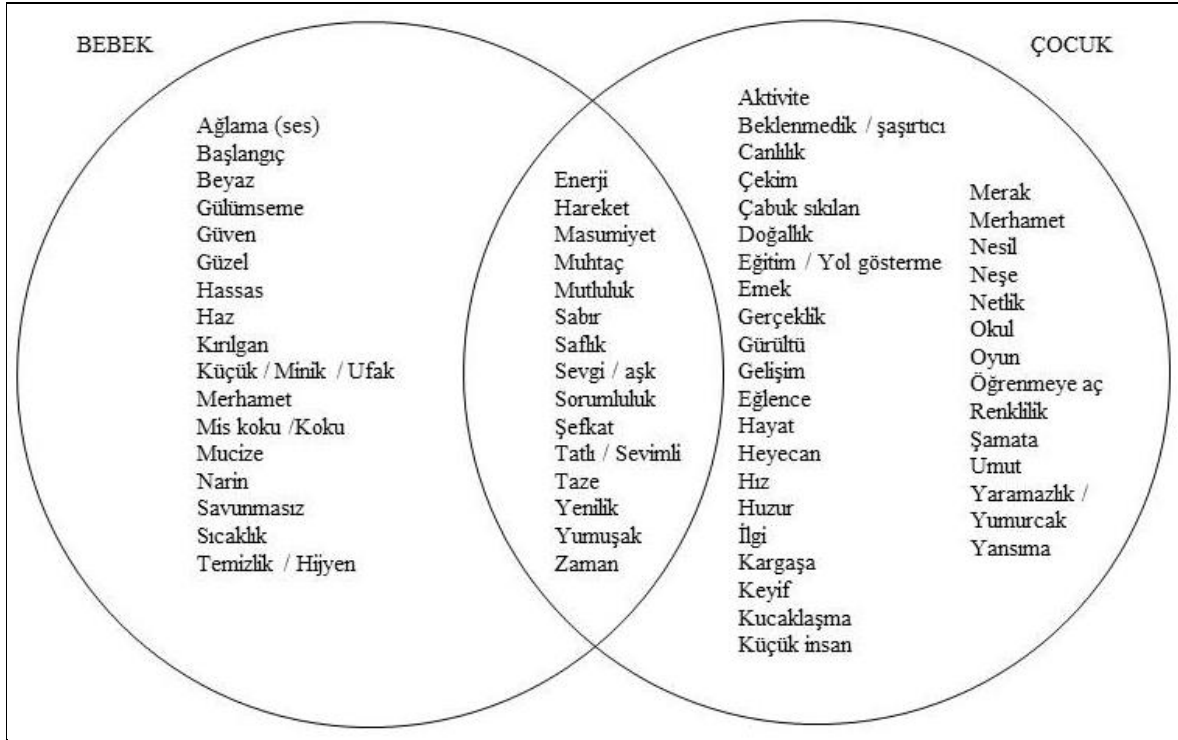 BEBEK
Ağlama (ses)
Başlangıç
Beyaz
Gülümseme
Güven
Güzel
Hassas
Haz
Kırılgan
Küçük / Minik / Ufak
Merhamet
Mis koku /Koku
Mucize
Narin
Savunmasız
Sıcaklık
Temizlik / Hijyen
Enerji
Hareket
Masumiyet
Muhtaç
Mutluluk
Sabır
Saflık
Sevgi / aşk
Sorumluluk
Şefkat
Tatlı / Sevimli
Taze
Yenilik
Yumuşak
Zaman
ÇOCUK
Aktivite
Beklenmedik / şaşırtıcı
Canlılık
Çekim
Çabuk sıkılan
Doğallık
Eğitim / Yol gösterme
Emek
Gerçeklik
Gürültü
Gelişim
Eğlence
Hayat
Heyecan
Hız
Huzur
İlgi
Kargaşa
Keyif
Kucaklaşma
Küçük insan
Merak
Merhamet
Nesil
Neşe
Netlik
Okul
Oyun
Öğrenmeye aç
Renklilik
Şamata
Umut
Yaramazlık /
Yumurcak
Yansıma